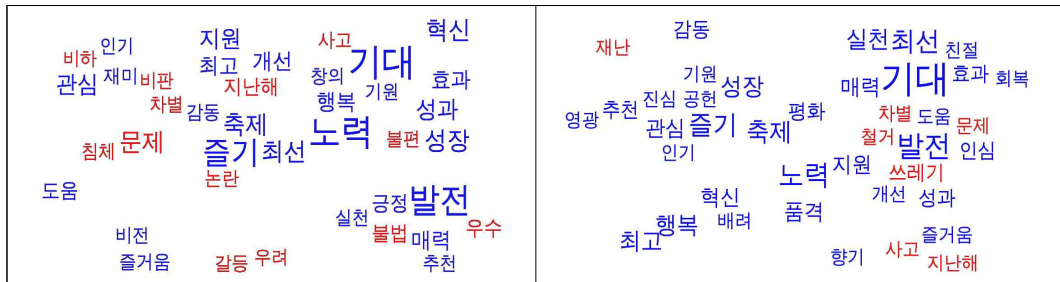 혁신
지원
사고
인기
비하
최고
개선
기대
관심
재미
비판
지난해
창의
기원
효과
차별
감동
행복
성과
축제
노력
불편
성장
침체
문제
즐기
최선
논란
도움
긍정
발전
실천
불법
매력
우수
비전
즐거움
갈등
우려
추천
감동
재난
실천
최선
친절
기원
성장
매력
기대
효과
회복
영광
추천
진심
공헌
평화
차별
도움
관심
즐기
축제
철거
발전
문제
인기
인심
노력
지원
쓰레기
혁신
품격
개선
성과
최고
행복
배려
즐거움
향기
사고
지난해